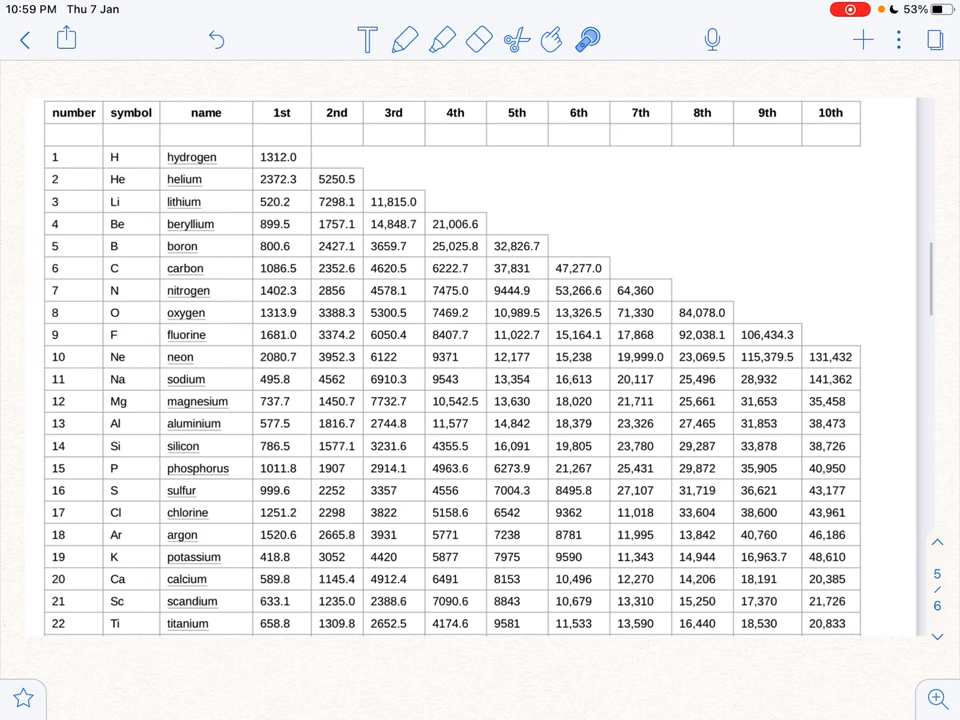 10:59 PM Thu 7 Jan 53%
number symbol name 1st 2nd 3rd 4th 5th 6th 7th 8th 9th 10th
1 H hydrogen 1312.0
2 He helium 2372.3 5250.5
3 Li lithium 520.2 7298.1 11,815.0
4 Be beryllium 899.5 1757.1 14,848.7 21,006.6
5 B boron 800.6 2427.1 3659.7 25,025.8 32,826.7
6 C carbon 1086.5 2352.6 4620.5 6222.7 37,831 47,277.0
7 N nitrogen 1402.3 2856 4578.1 7475.0 9444.9 53,266.6 64,360
8 O oxygen 1313.9 3388.3 5300.5 7469.2 10,989.5 13,326.5 71,330 84,078.0
9 F fluorine 1681.0 3374.2 6050.4 8407.7 11,022.7 15,164.1 17,868 92,038.1 106,434.3
10 Ne neon 2080.7 3952.3 6122 9371 12,177 15,238 19,999.0 23,069.5 115,379.5 131,432
11 Na sodium 495.8 4562 6910.3 9543 13,354 16,613 20,117 25,496 28,932 141,362
12 Mg magnesium 737.7 1450.7 7732.7 10,542.5 13,630 18,020 21,711 25,661 31,653 35,458
13 Al aluminium 577.5 1816.7 2744.8 11,577 14,842 18,379 23,326 27,465 31,853 38,473
14 Si silicon 786.5 1577.1 3231.6 4355.5 16,091 19,805 23,780 29,287 33,878 38,726
15 P phosphorus 1011.8 1907 2914.1 4963.6 6273.9 21,267 25,431 29,872 35,905 40,950
16 S sulfur 999.6 2252 3357 4556 7004.3 8495.8 27,107 31,719 36,621 43,177
17 Cl chlorine 1251.2 2298 3822 5158.6 6542 9362 11,018 33,604 38,600 43,961
18 Ar argon 1520.6 2665.8 3931 5771 7238 8781 11,995 13,842 40,760 46,186
19 K potassium 418.8 3052 4420 5877 7975 9590 11,343 14,944 16,963.7 48,610
20 Ca calcium 589.8 1145.4 4912.4 6491 8153 10,496 12,270 14,206 18,191 20,385
21 Sc scandium 633.1 1235.0 2388.6 7090.6 8843 10,679 13,310 15,250 17,370 21,726
22 Ti titanium 658.8 1309.8 2652.5 4174.6 9581 11,533 13,590 16,440 18,530 20,833
5
/
6